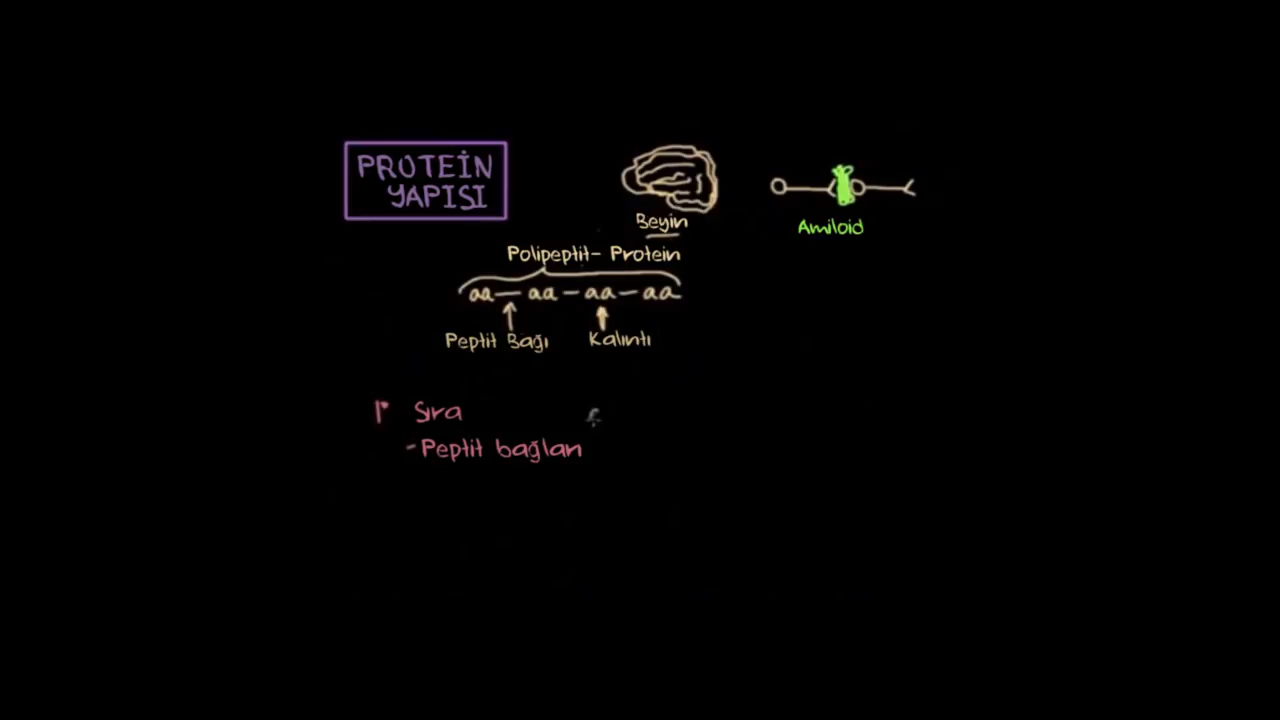 PROTEİN
YAPISI
Beyin
Amiloid
Polipeptit- Protein
aa — aa — aa — aa
Peptit Bağı
Kalıntı
1° Sıra
-Peptit bağları